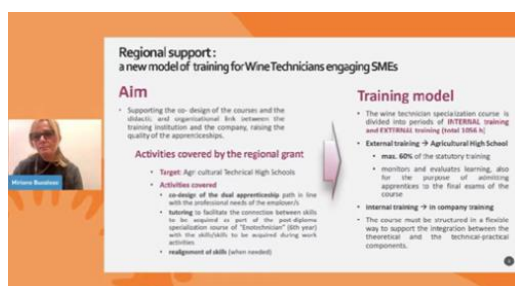 Regional support :
a new model of training for Wine Technicians engaging SMEs
Aim
• Supporting the co- design of the courses and the
didactic and organisational link between the
training institution and the company, raising the
quality of the apprenticeships.
Activities covered by the regional grant
• Target: Agr cultural Technical High Schools
• Activities covered
• co-design of the dual apprenticeship path in line
with the professional needs of the employer/s
• tutoring to facilitate the connection between skills
to be acquired as part of the post-diploma
specialization course of "Enotechnician" (6th year)
with the skills/skills to be acquired during work
activities
• realignment of skills (when needed)
Training model
• The wine technician specialization course is
divided into periods of INTERNAL training
and EXTERNAL training (total 1056 h)
• External training → Agricultural High School
• max. 60% of the statutory training
• monitors and evaluates learning, also
for the purpose of admitting
apprentices to the final exams of the
course
• Internal training → in company training
• The course must be structured in a flexible
way to support the integration between the
theoretical and the technical-practical
components.
Miriano